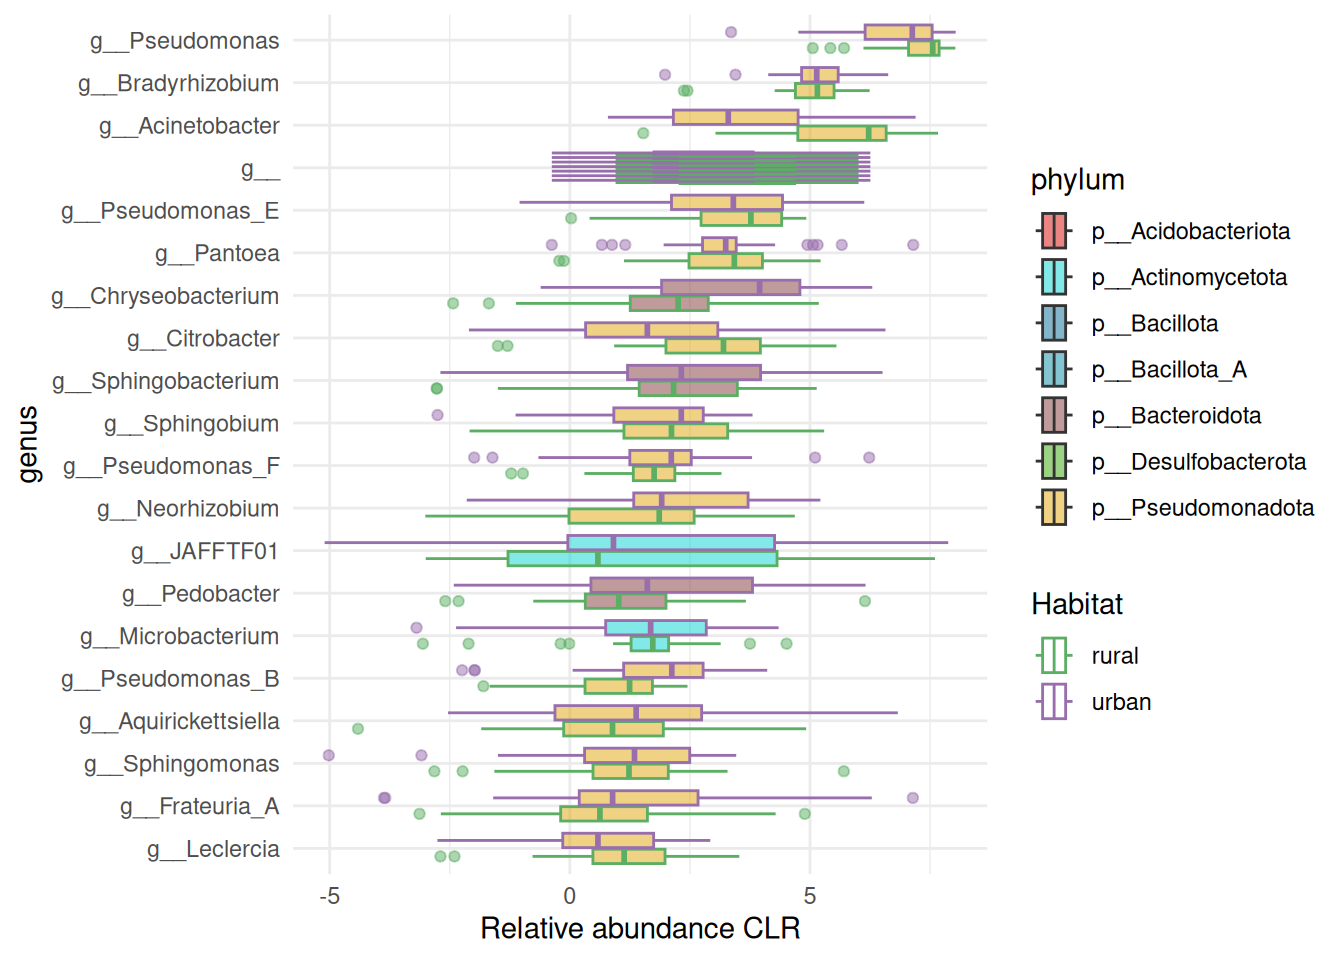 genus
g__Pseudomonas
g__Bradyrhizobium
g__Acinetobacter
g__
g__Pseudomonas_E
g__Pantoea
g__Chryseobacterium
g__Citrobacter
g__Sphingobacterium
g__Sphingobium
g__Pseudomonas_F
g__Neorhizobium
g__JAFFTF01
g__Pedobacter
g__Microbacterium
g__Pseudomonas_B
g__Aquirickettsiella
g__Sphingomonas
g__Frateuria_A
g__Leclercia
-5 0 5
Relative abundance CLR
phylum
p__Acidobacteriota
p__Actinomycetota
p__Bacillota
p__Bacillota_A
p__Bacteroidota
p__Desulfobacterota
p__Pseudomonadota
Habitat
rural
urban